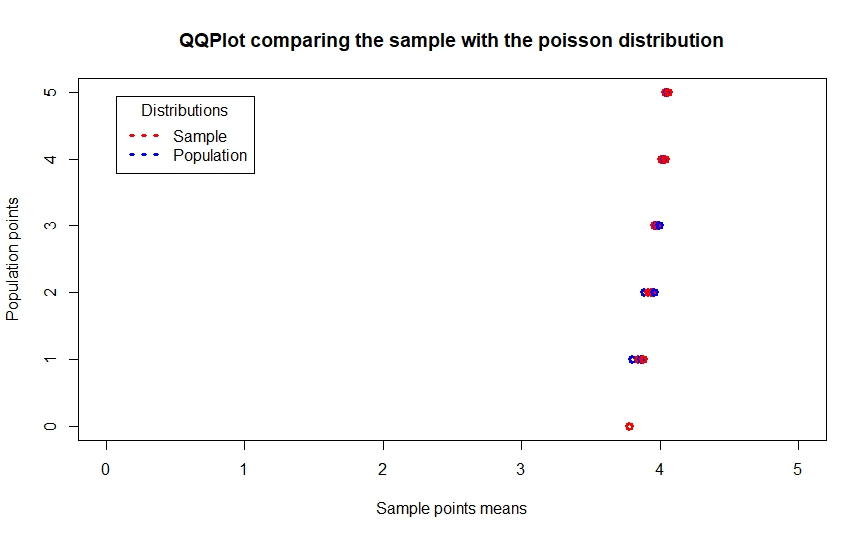 QQPlot comparing the sample with the poisson distribution
Distributions
Sample
Population
Population points
5
4
3
2
1
0
0 1 2 3 4 5
Sample points means